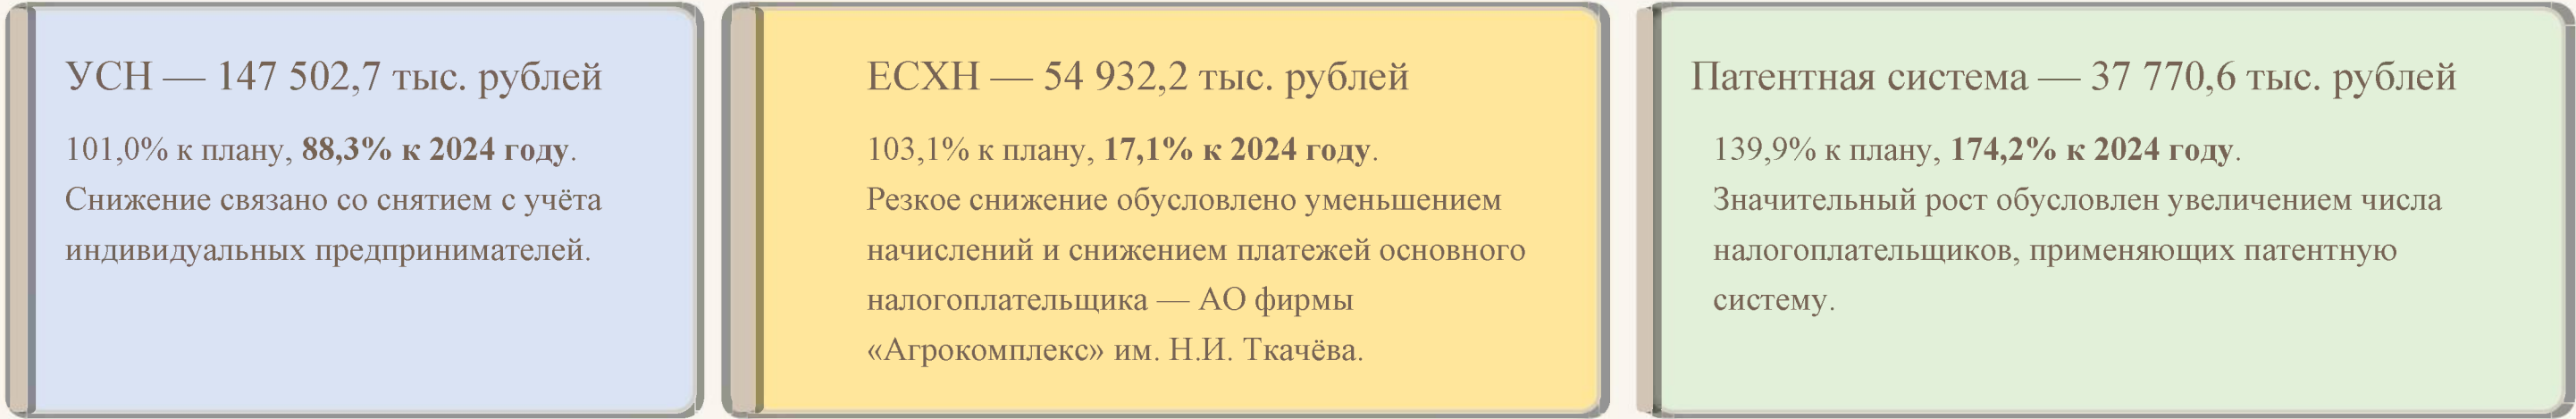 УСН — 147 502,7 тыс. рублей
101,0% к плану, 88,3% к 2024 году.
Снижение связано со снятием с учёта
индивидуальных предпринимателей.
ЕСХН — 54 932,2 тыс. рублей
103,1% к плану, 17,1% к 2024 году.
Резкое снижение обусловлено уменьшением
начислений и снижением платежей основного
налогоплательщика — АО фирмы
«Агрокомплекс» им. Н.И. Ткачёва.
Патентная система — 37 770,6 тыс. рублей
139,9% к плану, 174,2% к 2024 году.
Значительный рост обусловлен увеличением числа
налогоплательщиков, применяющих патентную
систему.